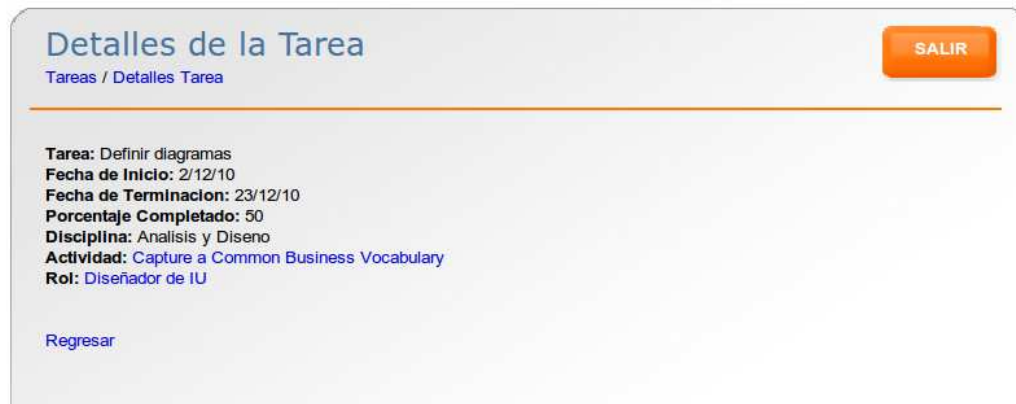 Detalles de la Tarea
SALIR
Tareas / Detalles Tarea
Tarea: Definir diagramas
Fecha de Inicio: 2/12/10
Fecha de Terminacion: 23/12/10
Porcentaje Completado: 50
Disciplina: Analisis y Diseno
Actividad: Capture a Common Business Vocabulary
Rol: Diseñador de IU
Regresar